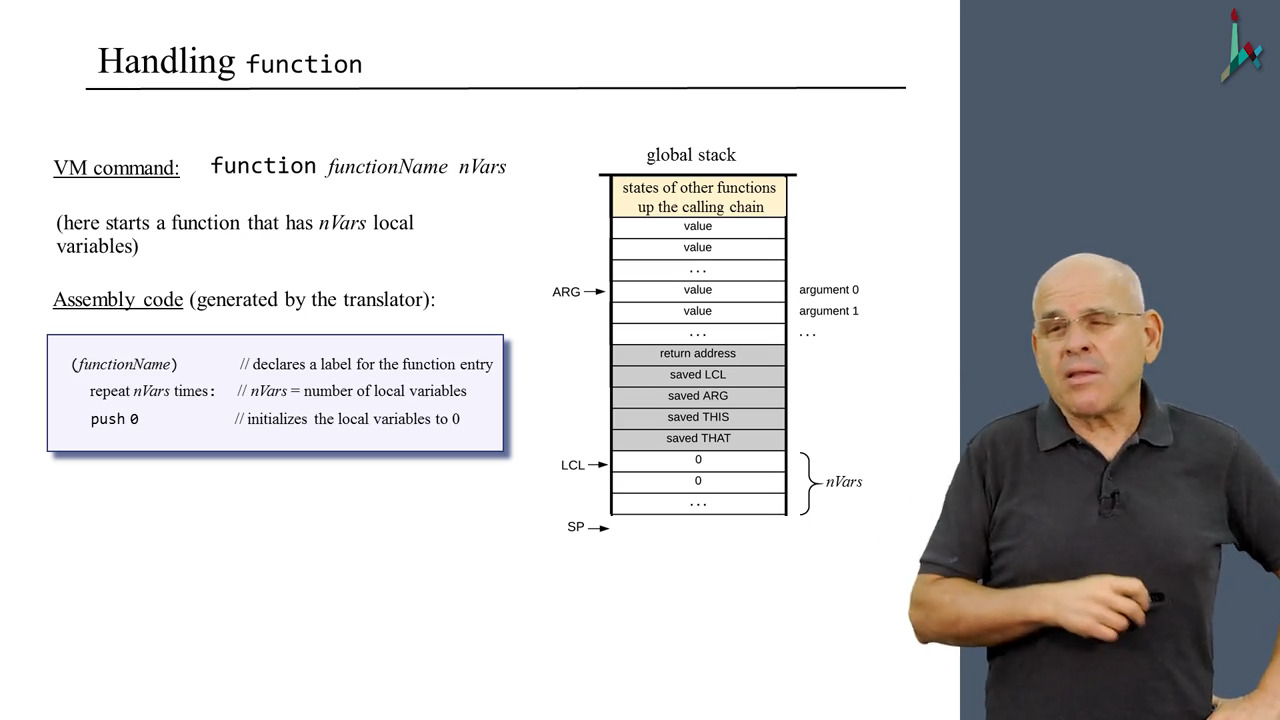 Handling function
VM command: function functionName nVars
(here starts a function that has nVars local
variables)
Assembly code (generated by the translator):
(functionName) // declares a label for the function entry
repeat nVars times: // nVars = number of local variables
push 0 // initializes the local variables to 0
global stack
states of other functions
up the calling chain
value
value
...
ARG value argument 0
value argument 1
... ...
return address
saved LCL
saved ARG
saved THIS
saved THAT
LCL 0
0 nVars
...
SP